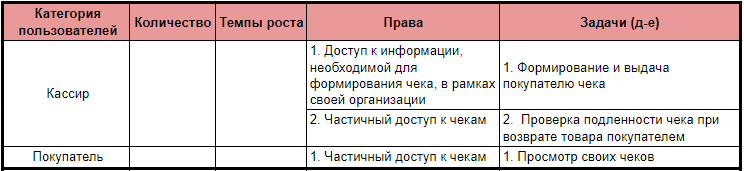 Категория пользователей Количество Темпы роста Права Задачи (д-е)
Кассир
1. Доступ к информации,
необходимой для
формирования чека, в рамках
своей организации
1. Формирование и выдача
покупателю чека
2. Частичный доступ к чекам
2.  Проверка подленности чека при
возврате товара покупателем
Покупатель
1. Частичный доступ к чекам
1. Просмотр своих чеков